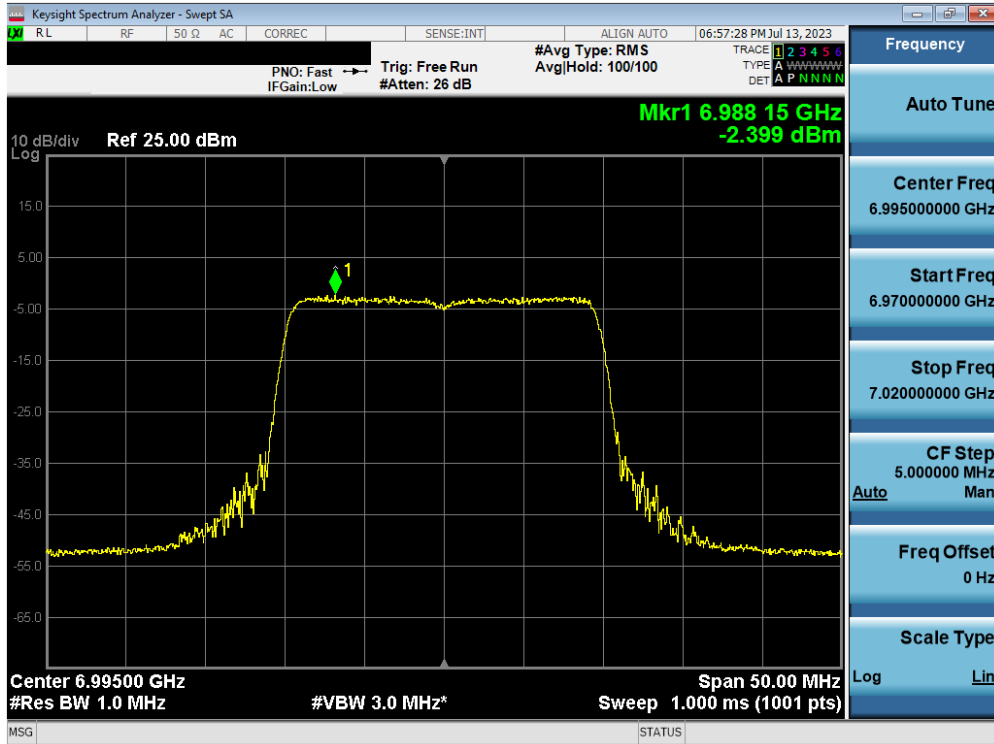 Keysight Spectrum Analyzer - Swept SA
LXI RL RF 50 Ω AC CORREC SENSE:INT ALIGN AUTO 06:57:28 PM Jul 13, 2023
PNO: Fast
IFGain:Low
Trig: Free Run
#Atten: 26 dB
#Avg Type: RMS
Avg|Hold: 100/100
TRACE 1 2 3 4 5 6
TYPE A WWWWW
DET A P N N N N
Mkr1 6.988 15 GHz
-2.399 dBm
10 dB/div Ref 25.00 dBm
Log
15.0
5.00
-5.00
-15.0
-25.0
-35.0
-45.0
-55.0
-65.0
1
Center 6.99500 GHz Span 50.00 MHz
#Res BW 1.0 MHz #VBW 3.0 MHz* Sweep 1.000 ms (1001 pts)
MSG STATUS
Frequency
Auto Tune
Center Freq
6.995000000 GHz
Start Freq
6.970000000 GHz
Stop Freq
7.020000000 GHz
CF Step
5.000000 MHz
Auto Man
Freq Offset
0 Hz
Scale Type
Log Lin